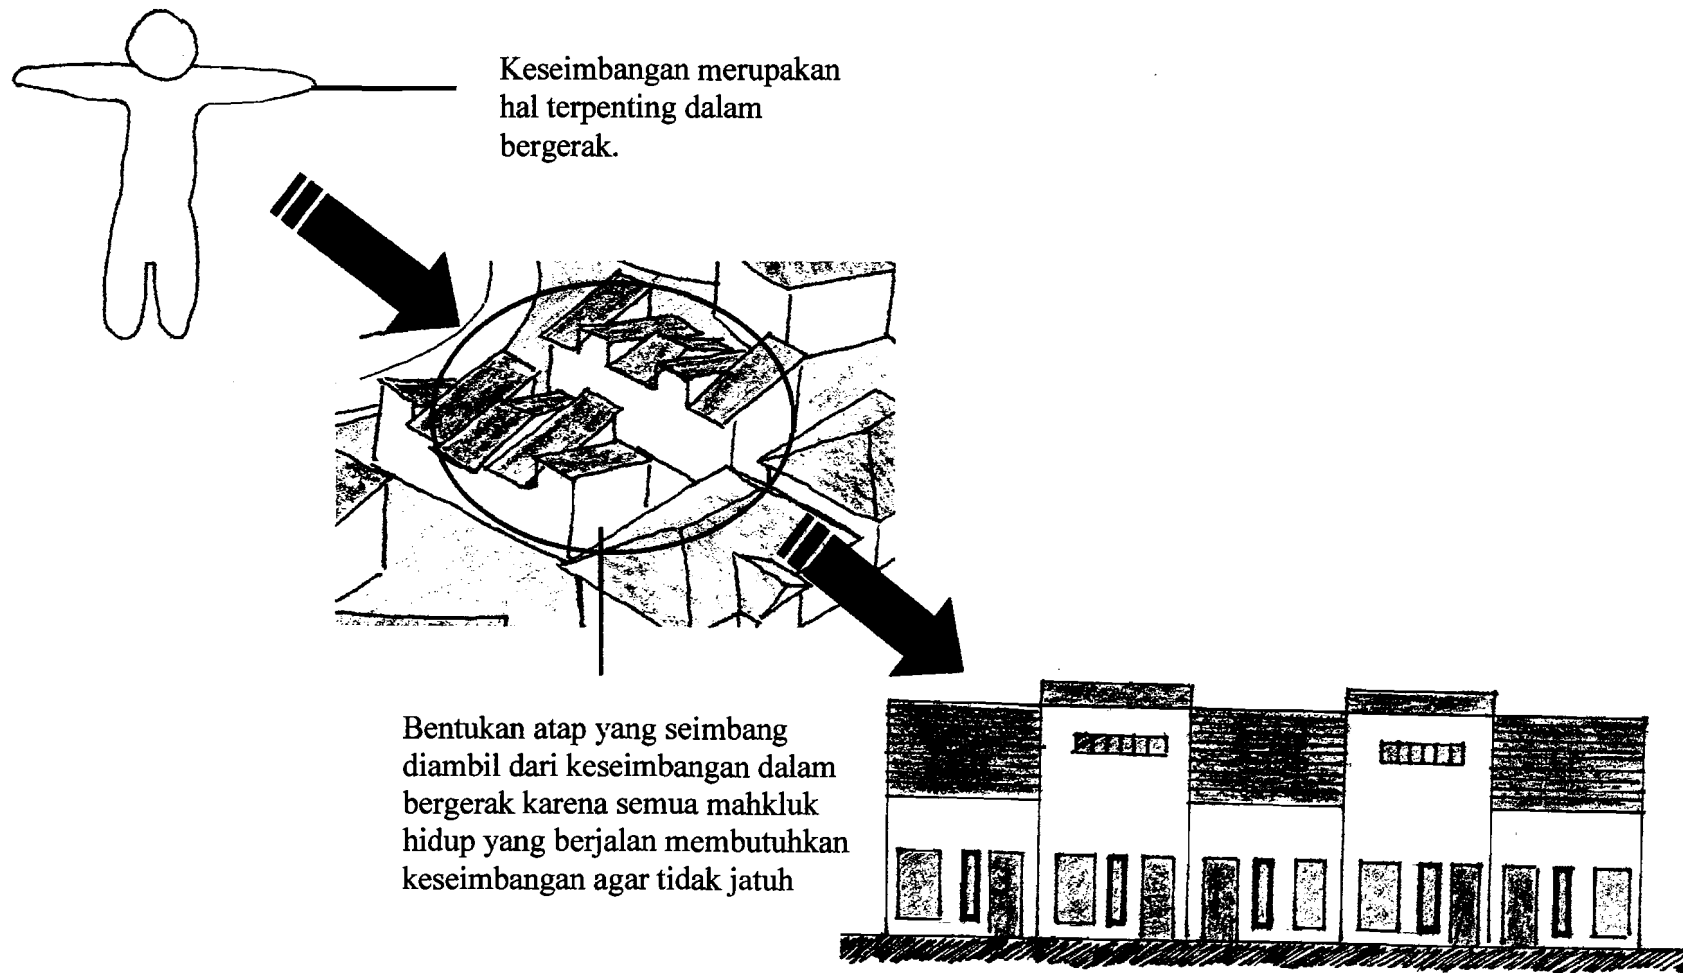 Keseimbangan merupakan
hal terpenting dalam
bergerak.
Bentukan atap yang seimbang
diambil dari keseimbangan dalam
bergerak karena semua mahkluk
hidup yang berjalan membutuhkan
keseimbangan agar tidak jatuh